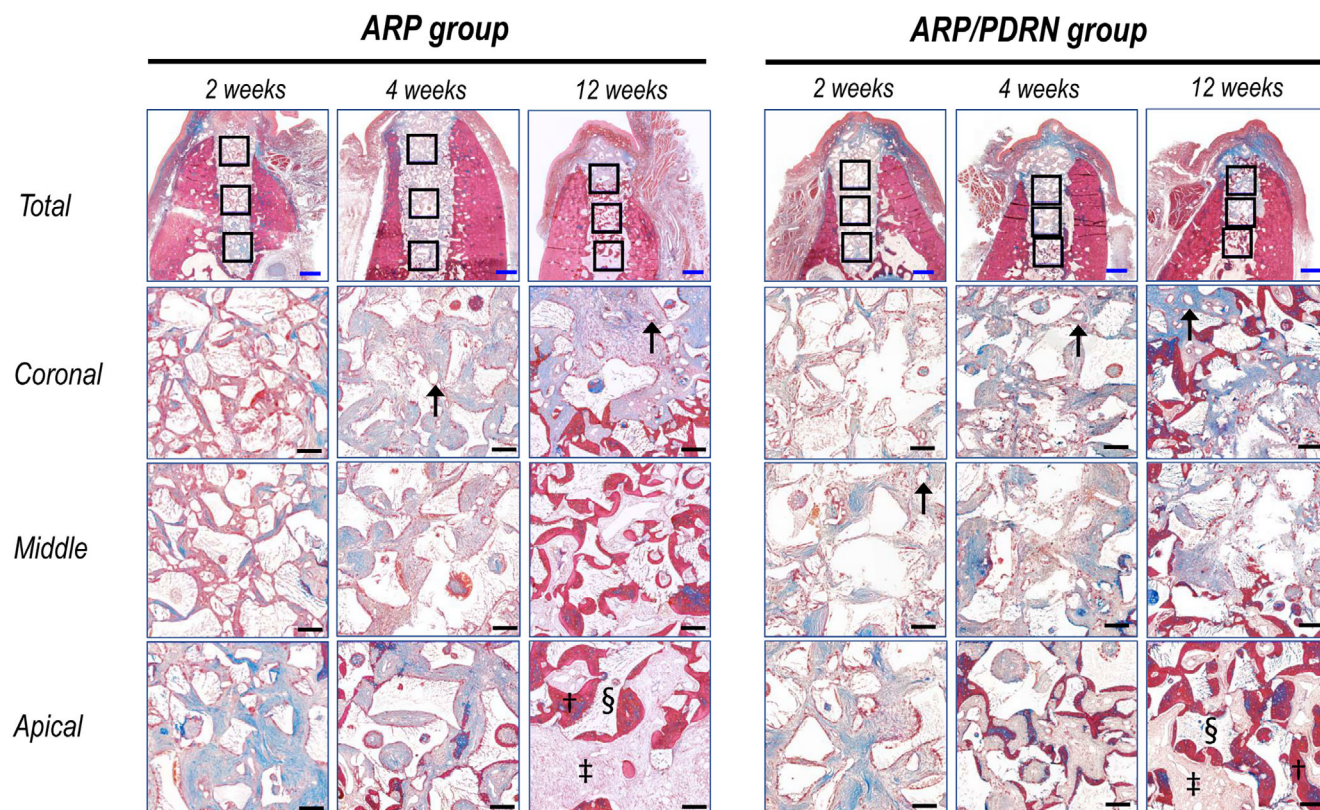 ARP group
ARP/PDRN group
2 weeks
4 weeks
12 weeks
2 weeks
4 weeks
12 weeks
Total
Coronal
Middle
Apical
†
§
‡
§
†
‡